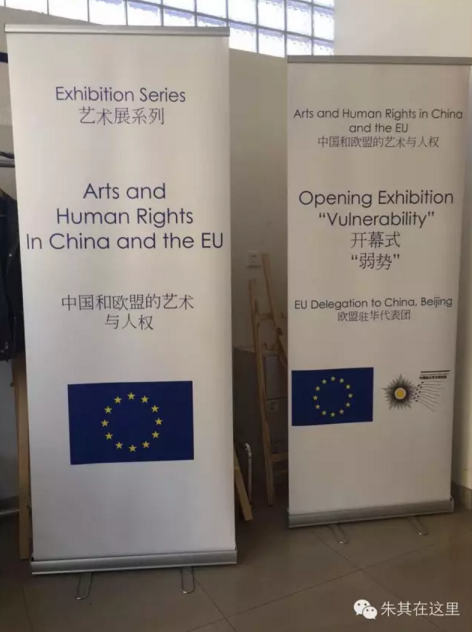 Exhibition Series
艺术展系列
Arts and
Human Rights
In China and the EU
中国和欧盟的艺术
与人权
Arts and Human Rights in China
and the EU
中国和欧盟的艺术与人权
Opening Exhibition
“Vulnerability”
开幕式
“弱势”
EU Delegation to China, Beijing
欧盟驻华代表团
朱其在这里